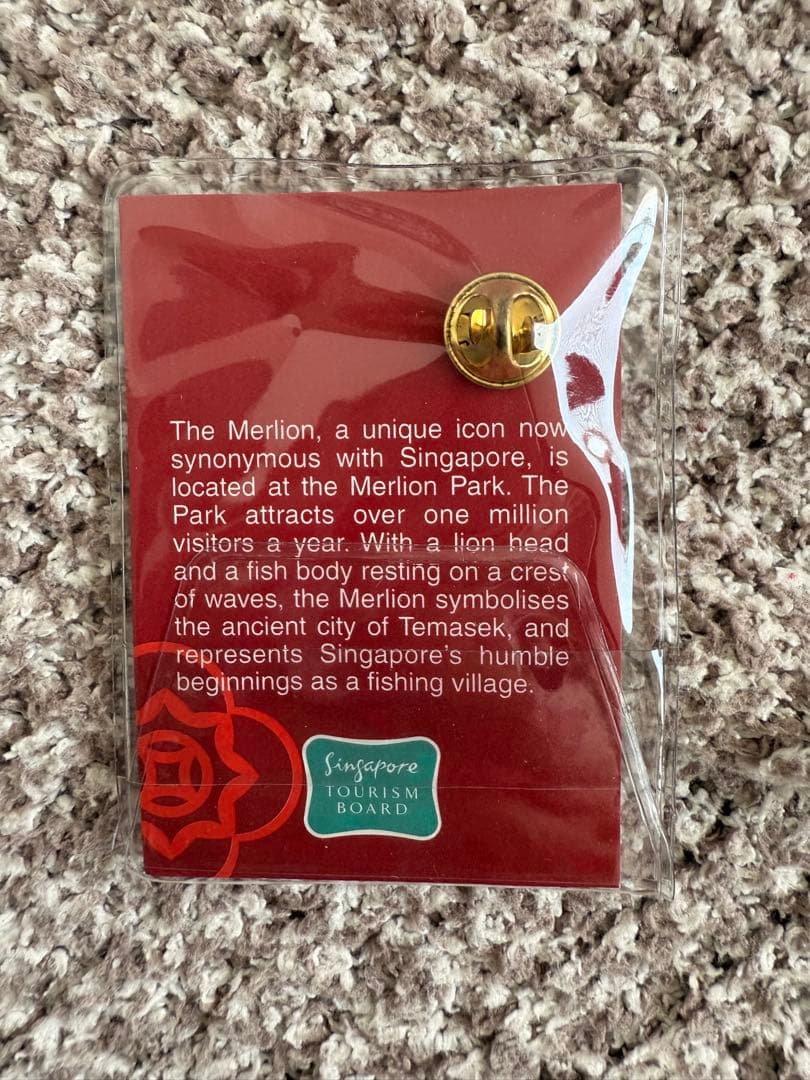 The Merlion, a unique icon now
synonymous with Singapore, is
located at the Merlion Park. The
Park attracts over one million
visitors a year. With a lion head
and a fish body resting on a crest
of waves, the Merlion symbolises
the ancient city of Temasek, and
represents Singapore's humble
beginnings as a fishing village.
Singapore
TOURISM
BOARD